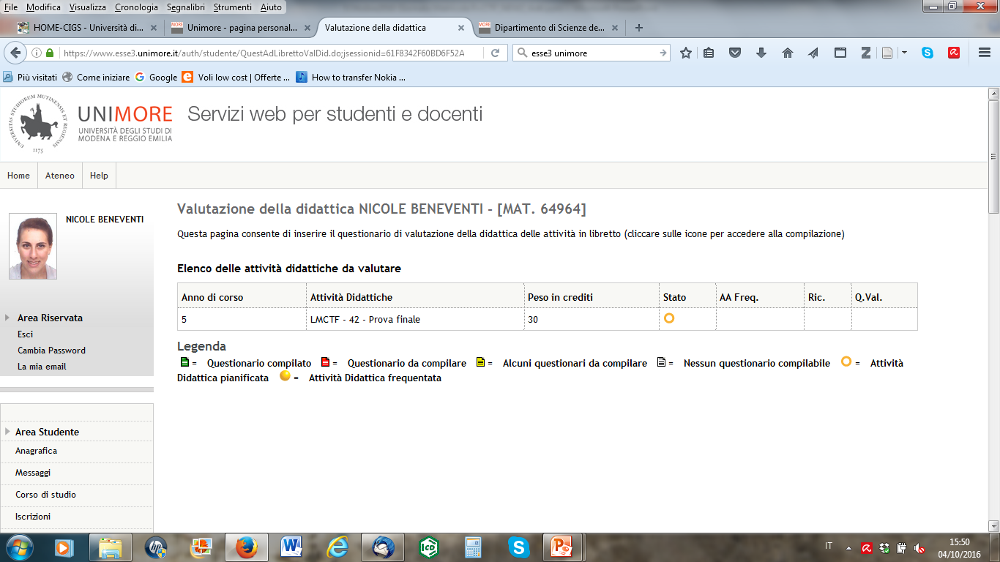 File Modifica Visualizza Cronologia Segnalibri Strumenti Aiuto
HOME-CIGS - Università di... Unimore - pagina personal... Valutazione della didattica Dipartimento di Scienze de...
https://www.esse3.unimore.it/auth/studente/QuestAdLibrettoValDid.do;jsessionid=61F8342F60BD6F52A esse3 unimore
Più visitati Come iniziare Google Voli low cost | Offerte ... How to transfer Nokia ...
UNIMORE
UNIVERSITÀ DEGLI STUDI DI
MODENA E REGGIO EMILIA
Servizi web per studenti e docenti
1175
Home Ateneo Help
NICOLE BENEVENTI
Area Riservata
Esci
Cambia Password
La mia email
Area Studente
Anagrafica
Messaggi
Corso di studio
Iscrizioni
Valutazione della didattica NICOLE BENEVENTI - [MAT. 64964]
Questa pagina consente di inserire il questionario di valutazione della didattica delle attività in libretto (cliccare sulle icone per accedere alla compilazione)
Elenco delle attività didattiche da valutare
Anno di corso Attività Didattiche Peso in crediti Stato AA Freq. Ric. Q.Val.
5 LMCTF - 42 - Prova finale 30
Legenda
= Questionario compilato = Questionario da compilare = Alcuni questionari da compilare = Nessun questionario compilabile = Attività
Didattica pianificata = Attività Didattica frequentata
IT 15:50
04/10/2016